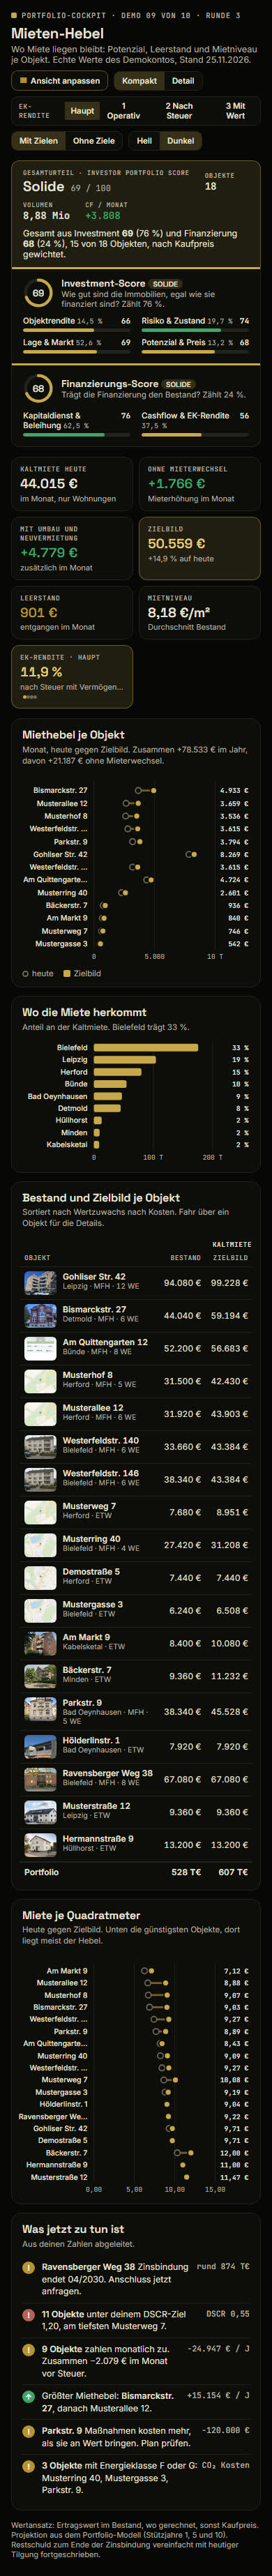 PORTFOLIO-COCKPIT · DEMO 09 VON 10 · RUNDE 3
Mieten-Hebel
Wo Miete liegen bleibt: Potenzial, Leerstand und Mietniveau
je Objekt. Echte Werte des Demokontos, Stand 25.11.2026.
Ansicht anpassen
Kompakt
Detail
EK-RENDITE
Haupt
1 Operativ
2 Nach Steuer
3 Mit Wert
Mit Zielen
Ohne Ziele
Hell
Dunkel
GESAMTURTEIL · INVESTOR PORTFOLIO SCORE
Solide 69 / 100
OBJEKTE
18
VOLUMEN
8,88 Mio
CF / MONAT
+3.808
Gesamt aus Investment 69 (76 %) und Finanzierung
68 (24 %), 15 von 18 Objekten, nach Kaufpreis
gewichtet.
69
Investment-Score SOLIDE
Wie gut sind die Immobilien, egal wie sie
finanziert sind? Zählt 76 %.
Objektrendite 14,5 % 66
Risiko & Zustand 19,7 % 74
Lage & Markt 52,6 % 69
Potenzial & Preis 13,2 % 68
68
Finanzierungs-Score SOLIDE
Trägt die Finanzierung den Bestand? Zählt 24 %.
Kapitaldienst &
Beleihung 62,5 %
76
Cashflow & EK-Rendite
37,5 %
56
KALTMIETE HEUTE
44.015 €
im Monat, nur Wohnungen
OHNE MIETERWECHSEL
+1.766 €
Mieterhöhung im Monat
MIT UMBAU UND
NEUVERMIETUNG
+4.779 €
zusätzlich im Monat
ZIELBILD
50.559 €
+14,9 % auf heute
LEERSTAND
901 €
entgangen im Monat
MIETNIVEAU
8,18 €/m²
Durchschnitt Bestand
EK-RENDITE · HAUPT
11,9 %
nach Steuer mit Vermögen...
Miethebel je Objekt
Monat, heute gegen Zielbild. Zusammen +78.533 € im Jahr,
davon +21.187 € ohne Mieterwechsel.
Bismarckstr. 27 4.933 €
Musterallee 12 3.659 €
Musterhof 8 3.536 €
Westerfeldstr. ... 3.615 €
Parkstr. 9 3.794 €
Gohliser Str. 42 8.269 €
Westerfeldstr. ... 3.615 €
Am Quittengarte... 4.724 €
Musterring 40 2.601 €
Bäckerstr. 7 936 €
Am Markt 9 840 €
Musterweg 7 746 €
Mustergasse 3 542 €
0 5.000 10 T
heute
Zielbild
Wo die Miete herkommt
Anteil an der Kaltmiete. Bielefeld trägt 33 %.
Bielefeld 33 %
Leipzig 19 %
Herford 15 %
Bünde 10 %
Bad Oeynhausen 9 %
Detmold 8 %
Hüllhorst 2 %
Minden 2 %
Kabelsketal 2 %
0 100 T 200 T
Bestand und Zielbild je Objekt
Sortiert nach Wertzuwachs nach Kosten. Fahr über ein
Objekt für die Details.
KALTMIETE
OBJEKT BESTAND ZIELBILD
Gohliser Str. 42
Leipzig · MFH · 12 WE
94.080 € 99.228 €
Bismarckstr. 27
Detmold · MFH · 6 WE
44.040 € 59.194 €
Am Quittengarten 12
Bünde · MFH · 8 WE
52.200 € 56.683 €
Musterhof 8
Herford · MFH · 5 WE
31.500 € 42.430 €
Musterallee 12
Herford · MFH · 6 WE
31.920 € 43.903 €
Westerfeldstr. 140
Bielefeld · MFH · 6 WE
33.660 € 43.384 €
Westerfeldstr. 146
Bielefeld · MFH · 6 WE
38.340 € 43.384 €
Musterweg 7
Herford · ETW
7.680 € 8.951 €
Musterring 40
Bielefeld · MFH · 4 WE
27.420 € 31.208 €
Demostraße 5
Herford · ETW
7.440 € 7.440 €
Mustergasse 3
Bielefeld · ETW
6.240 € 6.508 €
Am Markt 9
Kabelsketal · ETW
8.400 € 10.080 €
Bäckerstr. 7
Minden · ETW
9.360 € 11.232 €
Parkstr. 9
Bad Oeynhausen · MFH ·
5 WE
38.340 € 45.528 €
Hölderlinstr. 1
Bad Oeynhausen · ETW
7.920 € 7.920 €
Ravensberger Weg 38
Bielefeld · MFH · 8 WE
67.080 € 67.080 €
Musterstraße 12
Leipzig · ETW
9.360 € 9.360 €
Hermannstraße 9
Hüllhorst · ETW
13.200 € 13.200 €
Portfolio 528 T€ 607 T€
Miete je Quadratmeter
Heute gegen Zielbild. Unten die günstigsten Objekte, dort
liegt meist der Hebel.
Am Markt 9 7,12 €
Musterallee 12 8,88 €
Musterhof 8 9,07 €
Bismarckstr. 27 9,03 €
Westerfeldstr. ... 9,27 €
Parkstr. 9 8,89 €
Am Quittengarte... 8,43 €
Musterring 40 9,09 €
Westerfeldstr. ... 9,27 €
Musterweg 7 10,08 €
Mustergasse 3 9,19 €
Hölderlinstr. 1 9,04 €
Ravensberger We... 9,22 €
Gohliser Str. 42 9,71 €
Demostraße 5 9,71 €
Bäckerstr. 7 12,00 €
Hermannstraße 9 11,00 €
Musterstraße 12 11,47 €
0,00 5,00 10,00 15,00
Was jetzt zu tun ist
Aus deinen Zahlen abgeleitet.
Ravensberger Weg 38 Zinsbindung
endet 04/2030. Anschluss jetzt
anfragen.
rund 874 T€
11 Objekte unter deinem DSCR-Ziel
1,20, am tiefsten Musterweg 7.
DSCR 0,55
9 Objekte zahlen monatlich zu.
Zusammen −2.079 € im Monat
vor Steuer.
-24.947 € / J
Größter Miethebel: Bismarckstr.
27, danach Musterallee 12.
+15.154 € / J
Parkstr. 9 Maßnahmen kosten mehr,
als sie an Wert bringen. Plan prüfen.
-120.000 €
3 Objekte mit Energieklasse F oder G:
Musterring 40, Mustergasse 3,
Parkstr. 9.
CO₂ Kosten
Wertansatz: Ertragswert im Bestand, wo gerechnet, sonst Kaufpreis.
Projektion aus dem Portfolio-Modell (Stützjahre 1, 5 und 10).
Restschuld zum Ende der Zinsbindung vereinfacht mit heutiger
Tilgung fortgeschrieben.